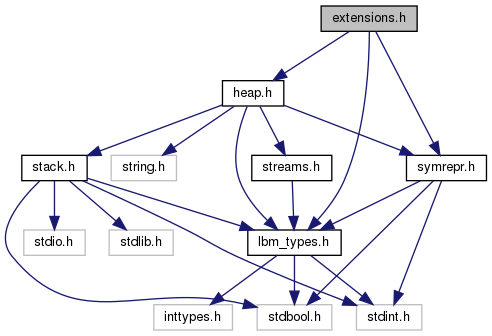 extensions.h
heap.h
stack.h
string.h
streams.h
symrepr.h
stdio.h
stdlib.h
lbm_types.h
inttypes.h
stdbool.h
stdint.h